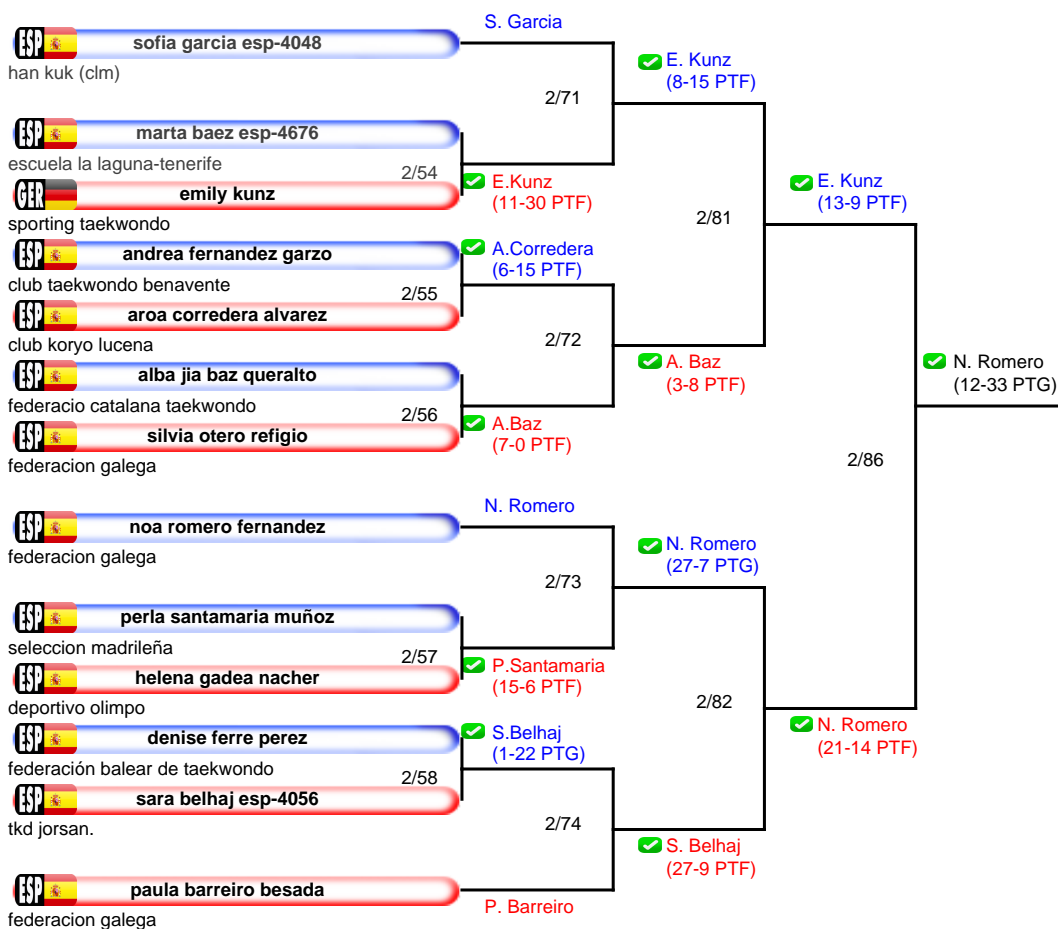 S. Garcia
ESP sofia garcia esp-4048
han kuk (clm)
E. Kunz
(8-15 PTF)
2/71
ESP marta baez esp-4676
escuela la laguna-tenerife
2/54
E.Kunz
(11-30 PTF)
GER emily kunz
sporting taekwondo
E. Kunz
(13-9 PTF)
2/81
ESP andrea fernandez garzo
club taekwondo benavente
A.Corredera
(6-15 PTF)
2/55
ESP aroa corredera alvarez
club koryo lucena
2/72
A. Baz
(3-8 PTF)
ESP alba jia baz queralto
federacio catalana taekwondo
2/56
A.Baz
(7-0 PTF)
ESP silvia otero refigio
federacion galega
N. Romero
(12-33 PTG)
2/86
N. Romero
ESP noa romero fernandez
federacion galega
N. Romero
(27-7 PTG)
2/73
ESP perla santamaria muñoz
seleccion madrileña
2/57
P.Santamaria
(15-6 PTF)
ESP helena gadea nacher
deportivo olimpo
2/82
N. Romero
(21-14 PTF)
ESP denise ferre perez
federación balear de taekwondo
S.Belhaj
(1-22 PTG)
2/58
ESP sara belhaj esp-4056
tkd jorsan.
2/74
S. Belhaj
(27-9 PTF)
ESP paula barreiro besada
federacion galega
P. Barreiro